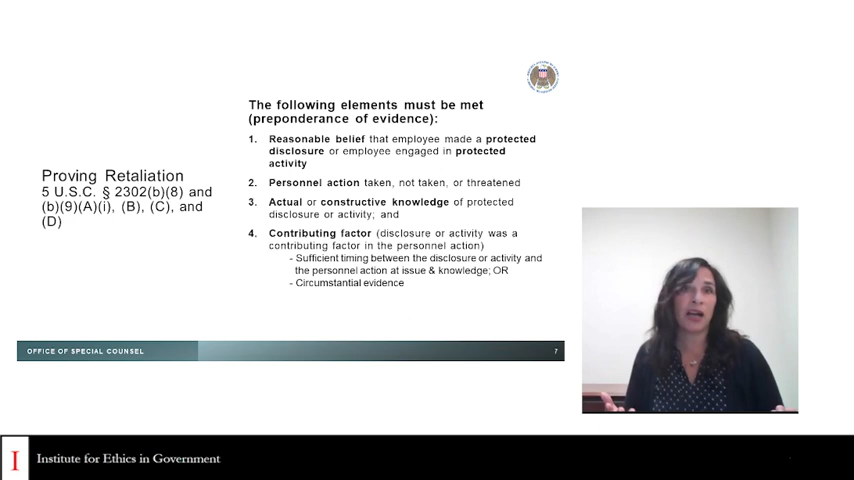 The following elements must be met
(preponderance of evidence):
1. Reasonable belief that employee made a protected
disclosure or employee engaged in protected
activity
Proving Retaliation
5 U.S.C. § 2302(b)(8) and
(b)(9)(A)(i), (B), (C), and
(D)
2. Personnel action taken, not taken, or threatened
3. Actual or constructive knowledge of protected
disclosure or activity; and
4. Contributing factor (disclosure or activity was a
contributing factor in the personnel action)
- Sufficient timing between the disclosure or activity and
the personnel action at issue & knowledge; OR
- Circumstantial evidence
OFFICE OF SPECIAL COUNSEL
7
I
Institute for Ethics in Government